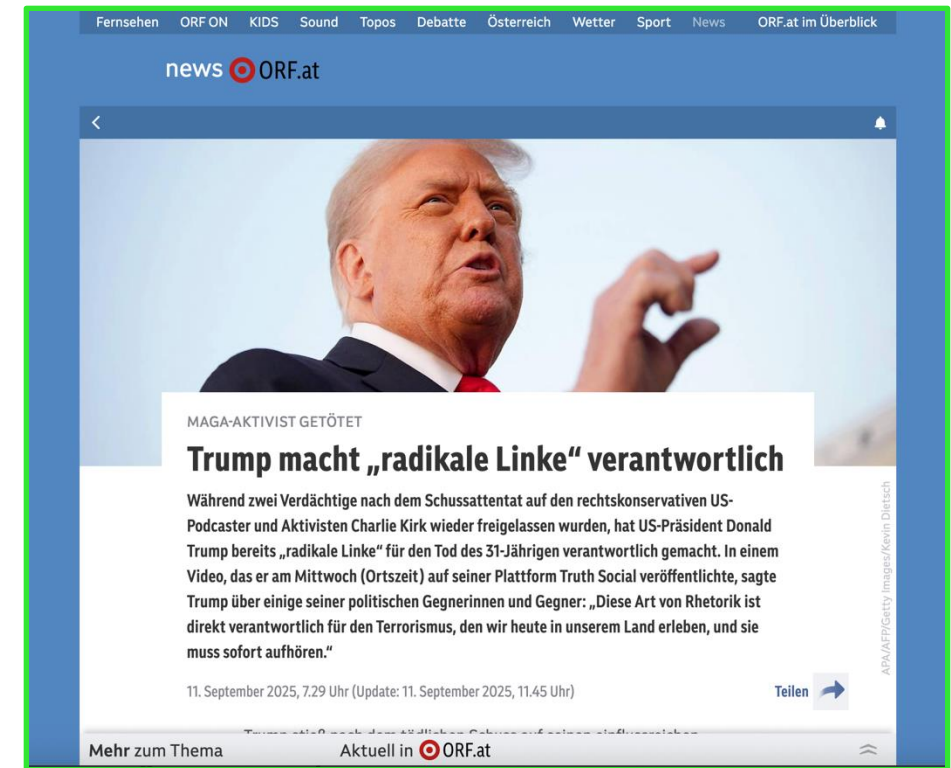 Fernsehen ORF ON KIDS Sound Topos Debatte Österreich Wetter Sport News ORF.at im Überblick
news ORF.at
MAGA-AKTIVIST GETÖTET
Trump macht „radikale Linke“ verantwortlich
Während zwei Verdächtige nach dem Schussattentat auf den rechtskonservativen US-
Podcaster und Aktivisten Charlie Kirk wieder freigelassen wurden, hat US-Präsident Donald
Trump bereits „radikale Linke“ für den Tod des 31-Jährigen verantwortlich gemacht. In einem
Video, das er am Mittwoch (Ortszeit) auf seiner Plattform Truth Social veröffentlichte, sagte
Trump über einige seiner politischen Gegnerinnen und Gegner: „Diese Art von Rhetorik ist
direkt verantwortlich für den Terrorismus, den wir heute in unserem Land erleben, und sie
muss sofort aufhören.“
APA/AFP/Getty Images/Kevin Dietsch
11. September 2025, 7.29 Uhr (Update: 11. September 2025, 11.45 Uhr)
Teilen
Mehr zum Thema
Aktuell in ORF.at